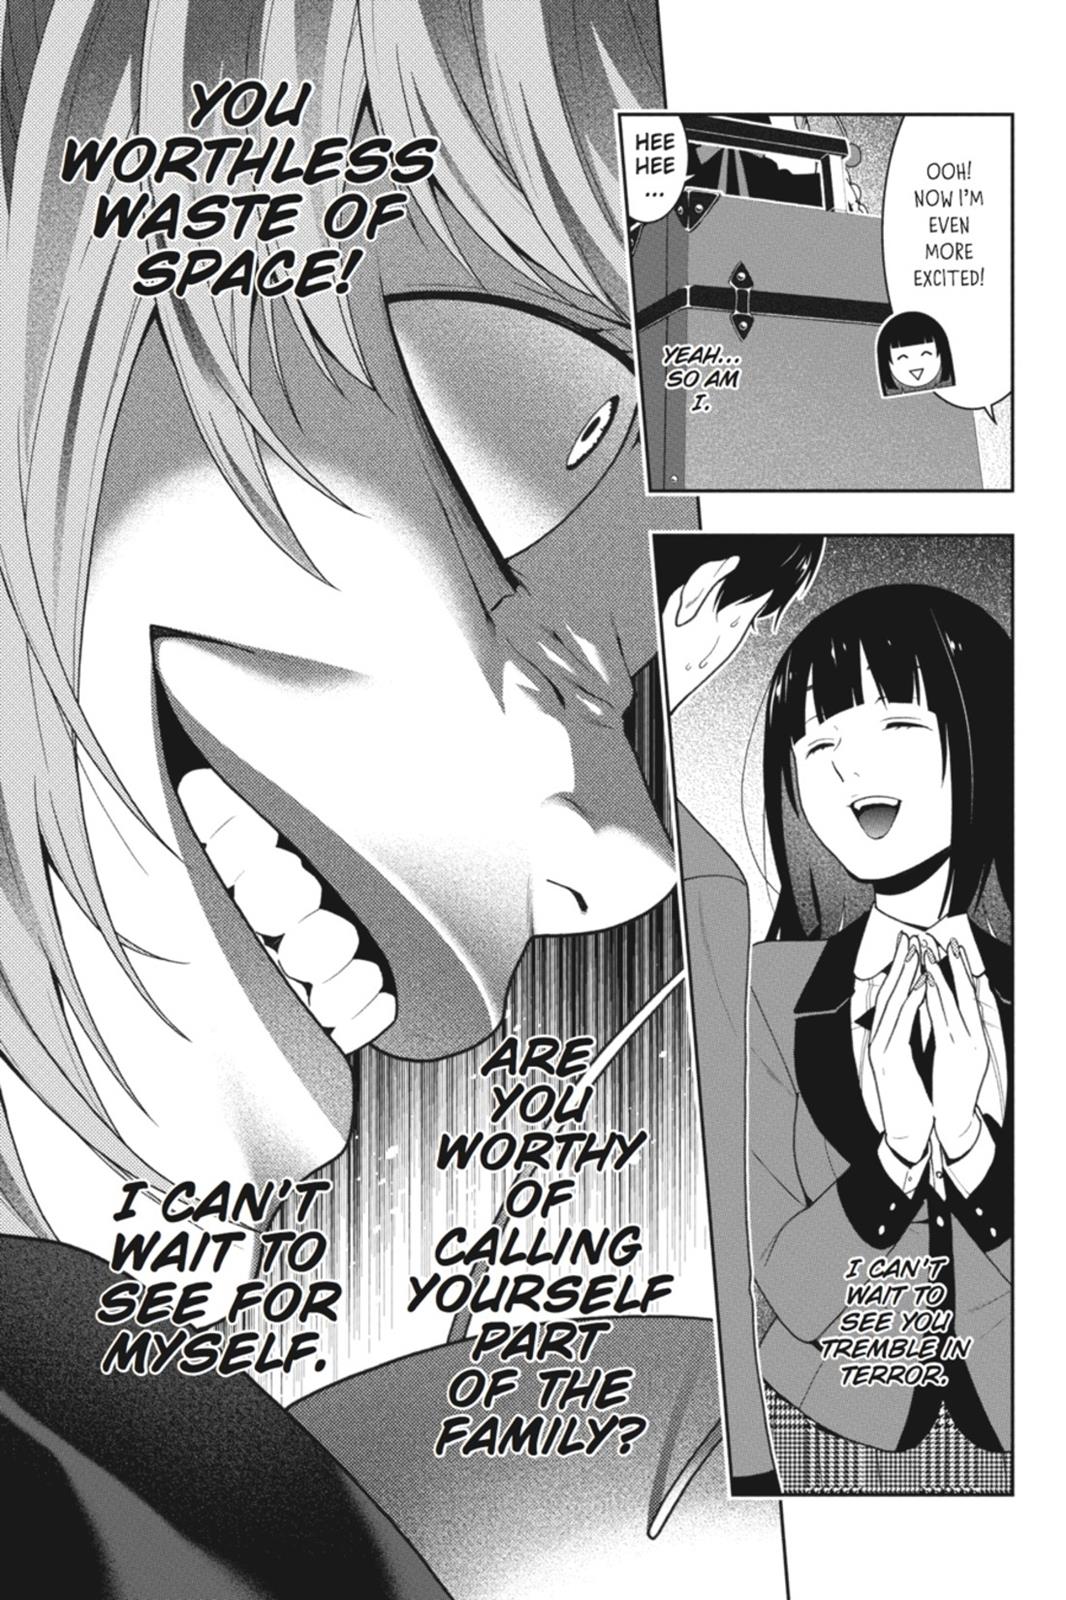 OOH!
NOW I'M
EVEN
MORE
EXCITED!
HEE
HEE
...
YEAH...
SO AM
I.
I CAN'T
WAIT TO
SEE YOU
TREMBLE IN
TERROR.
YOU
WORTHLESS
WASTE OF
SPACE!
ARE
YOU
WORTHY
OF
CALLING
YOURSELF
PART
OF THE
FAMILY?
I CAN'T
WAIT TO
SEE FOR
MYSELF.